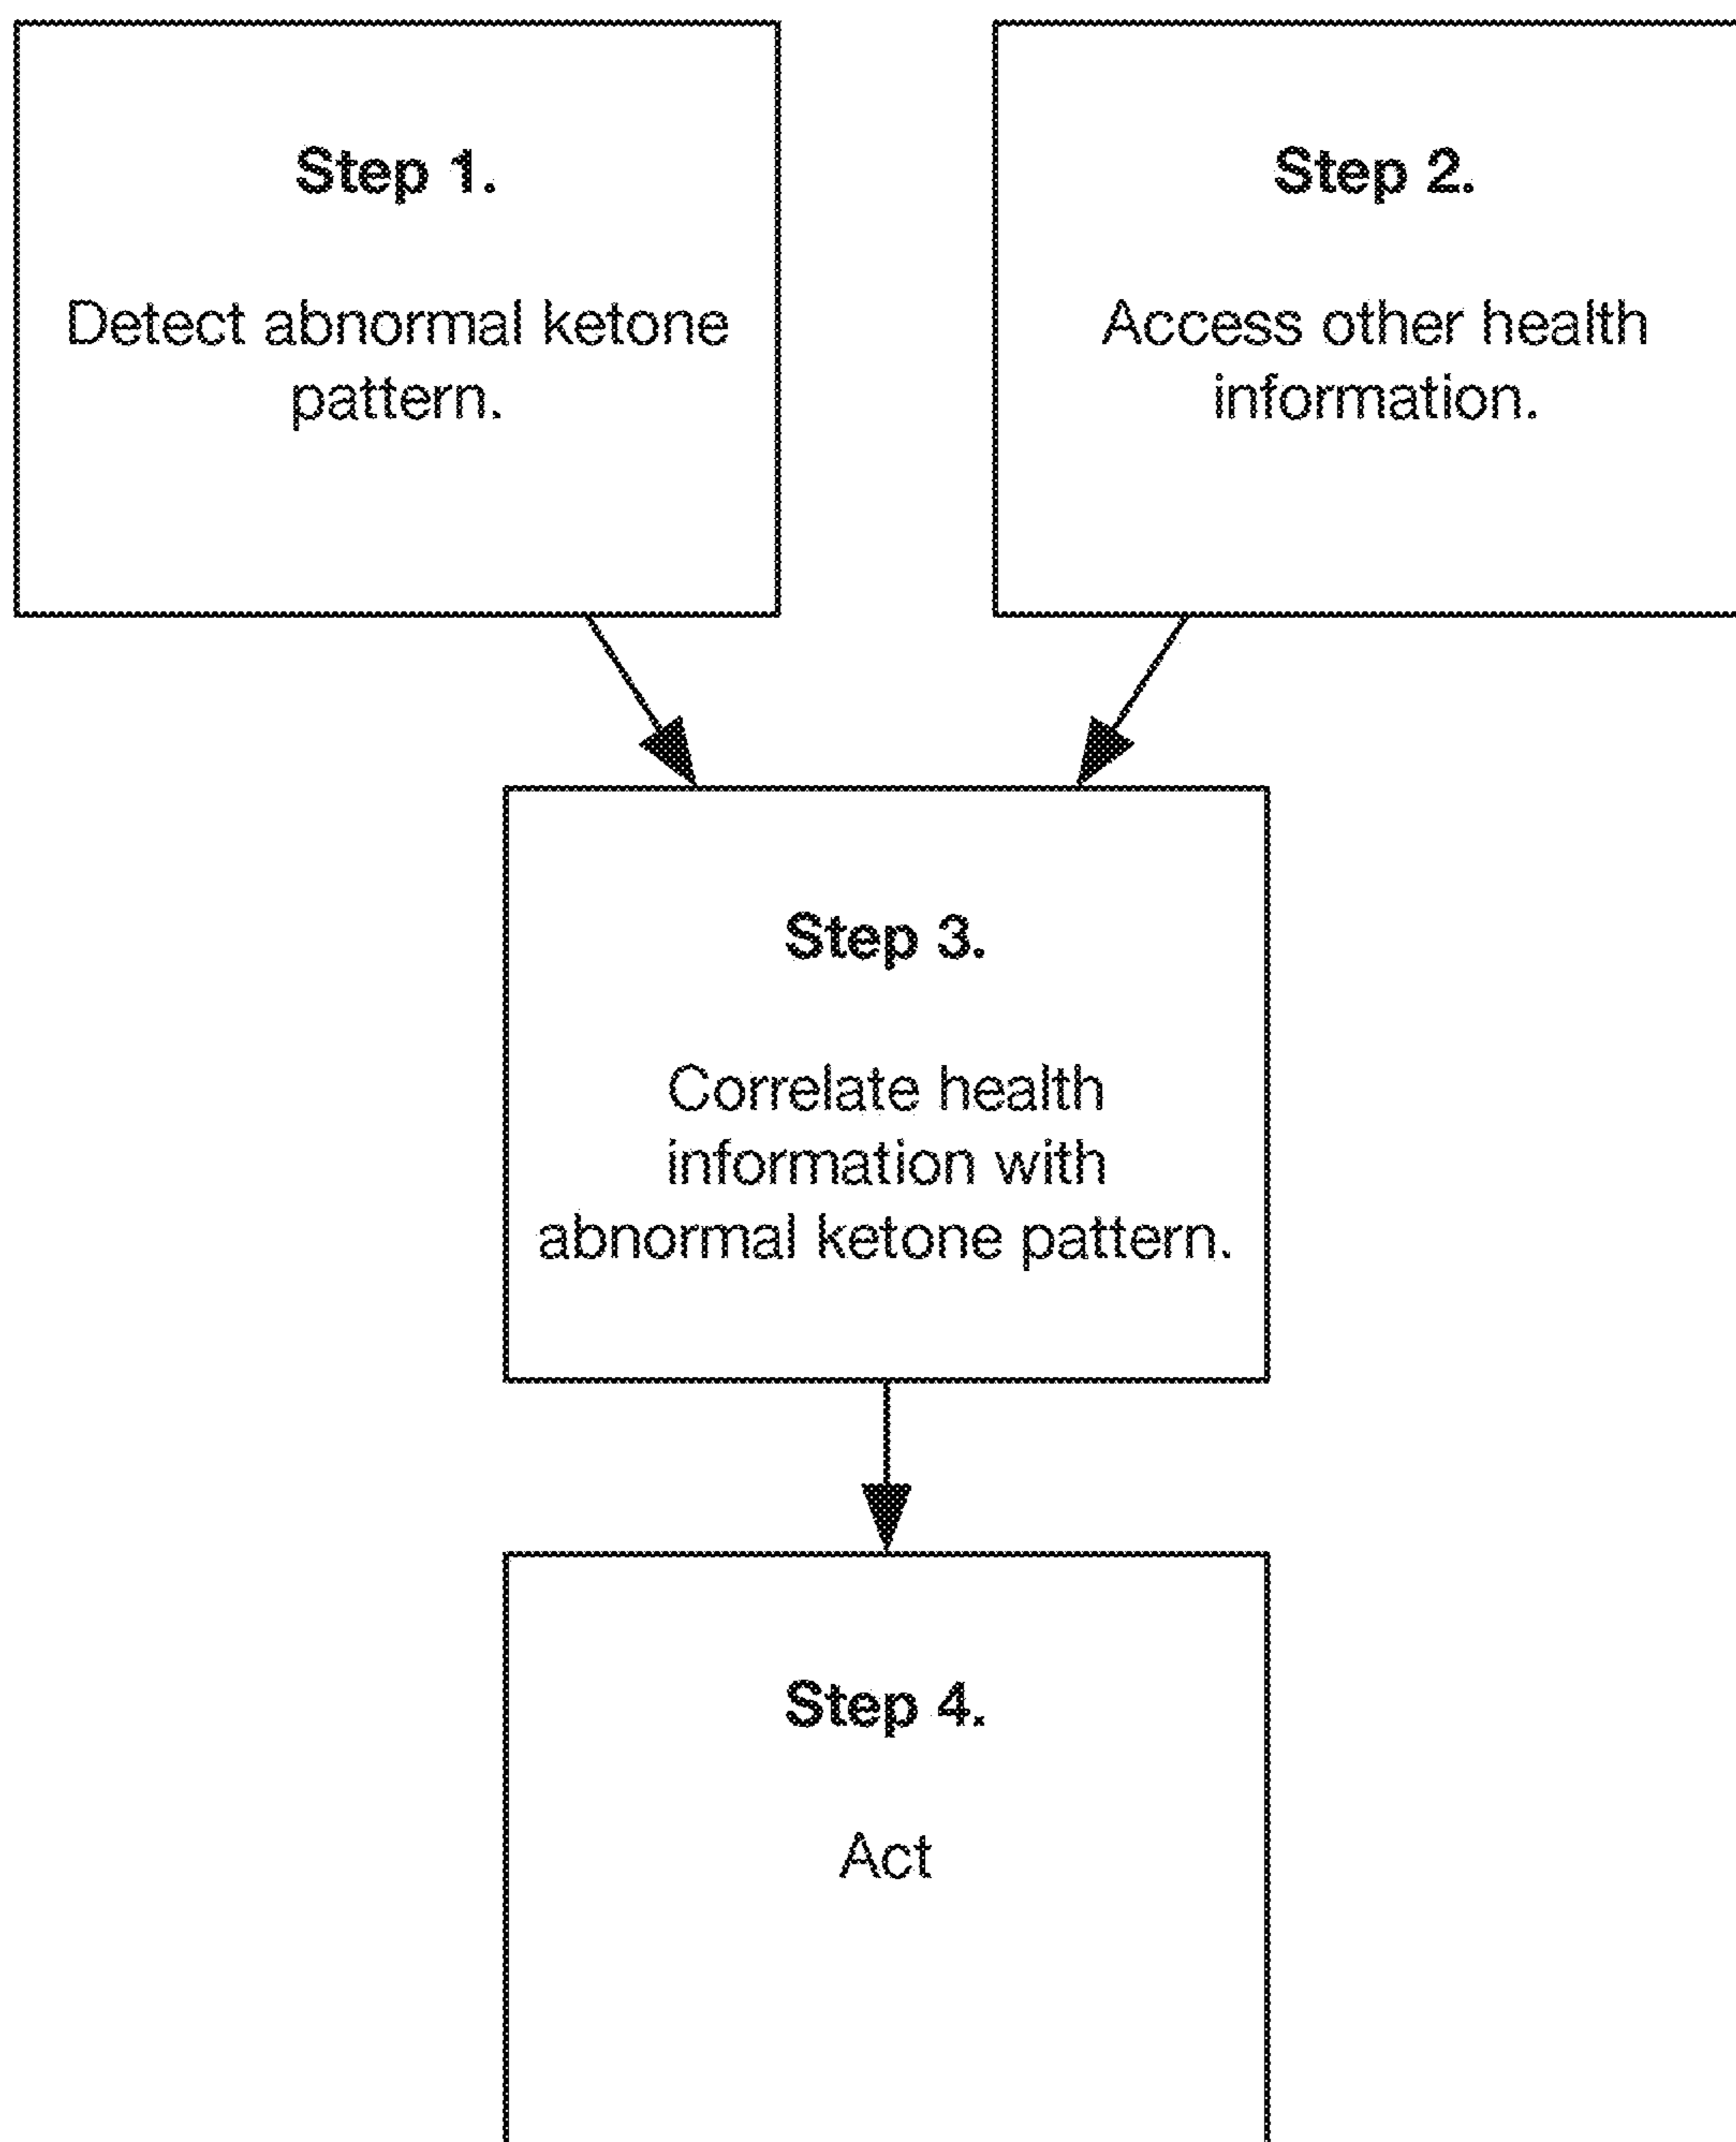 Step 1.
Detect abnormal ketone
pattern.
Step 2.
Access other health
information.
Step 3.
Correlate health
information with
abnormal ketone pattern.
Step 4.
Act